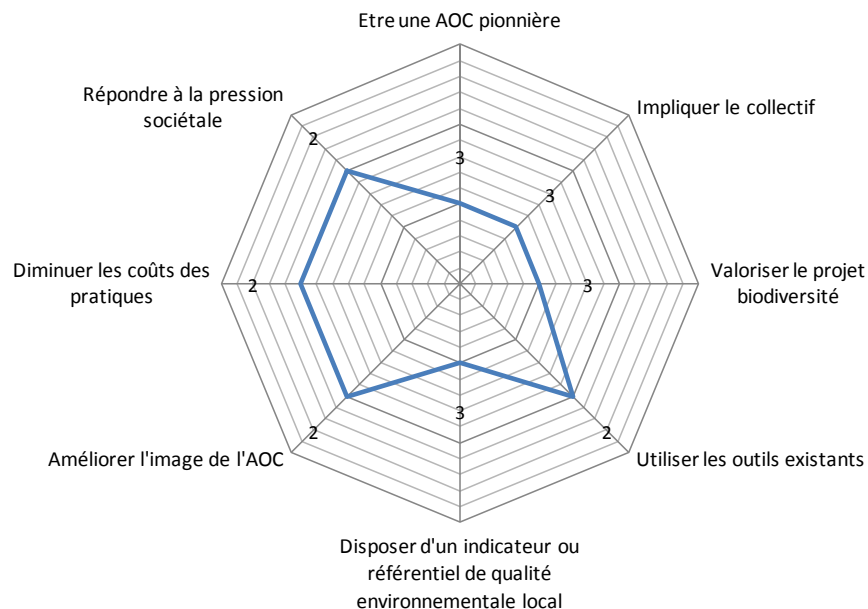 Etre une AOC pionnière
Répondre à la pression
sociétale
Impliquer le collectif
2
3
3
Diminuer les coûts des
pratiques
2
3
Valoriser le projet
biodiversité
3
2
2
Améliorer l'image de l'AOC
Utiliser les outils existants
Disposer d'un indicateur ou
référentiel de qualité
environnementale local